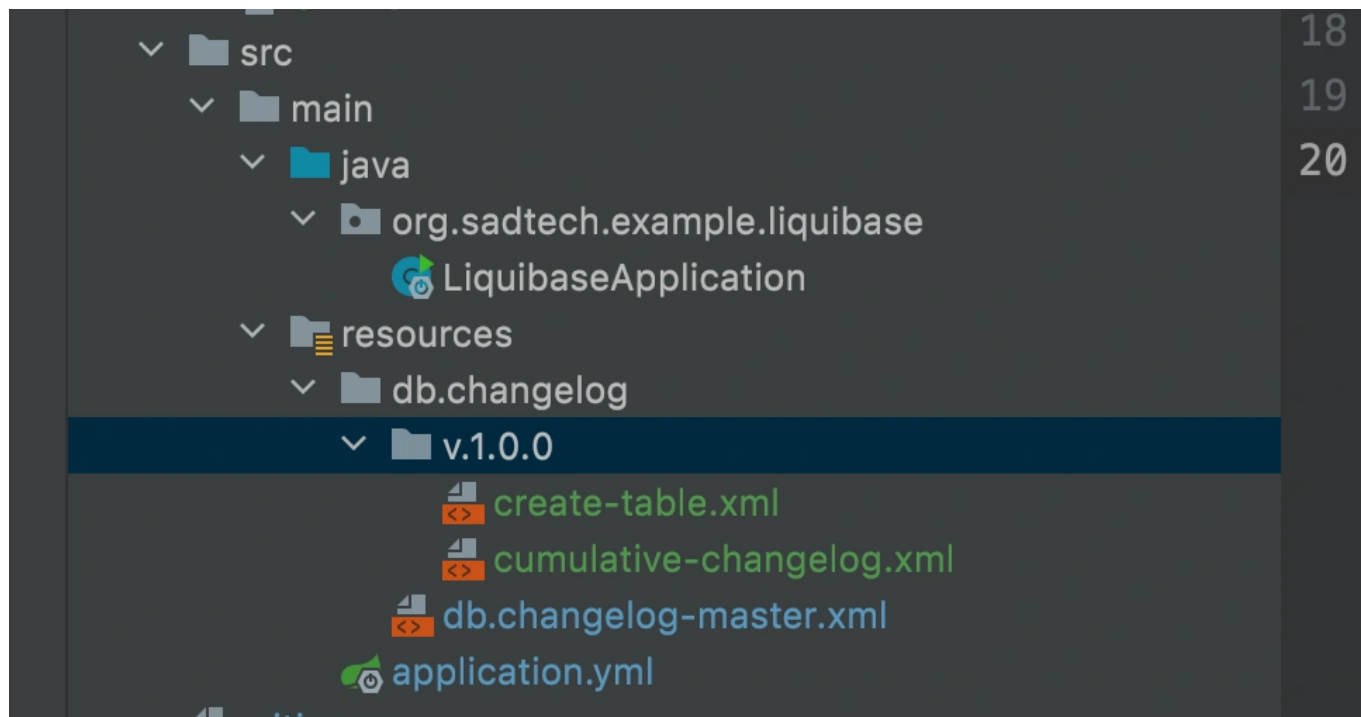 src
18
main
19
java
20
org.sadtech.example.liquibase
LiquibaseApplication
resources
db.changelog
v.1.0.0
create-table.xml
cumulative-changelog.xml
db.changelog-master.xml
application.yml